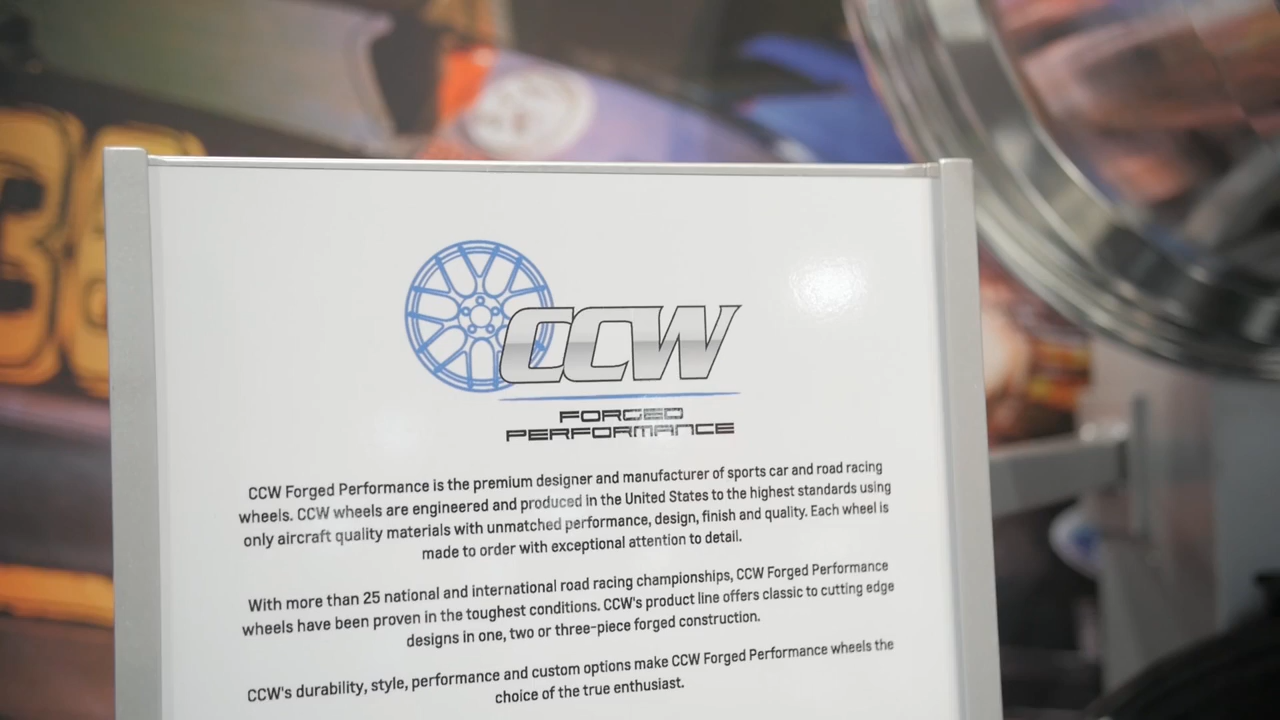 38
CCW
FORGED
PERFORMANCE
CCW Forged Performance is the premium designer and manufacturer of sports car and road racing
wheels. CCW wheels are engineered and produced in the United States to the highest standards using
only aircraft quality materials with unmatched performance, design, finish and quality. Each wheel is
made to order with exceptional attention to detail.
With more than 25 national and international road racing championships, CCW Forged Performance
wheels have been proven in the toughest conditions. CCW's product line offers classic to cutting edge
designs in one, two or three-piece forged construction.
CCW's durability, style, performance and custom options make CCW Forged Performance wheels the
choice of the true enthusiast.